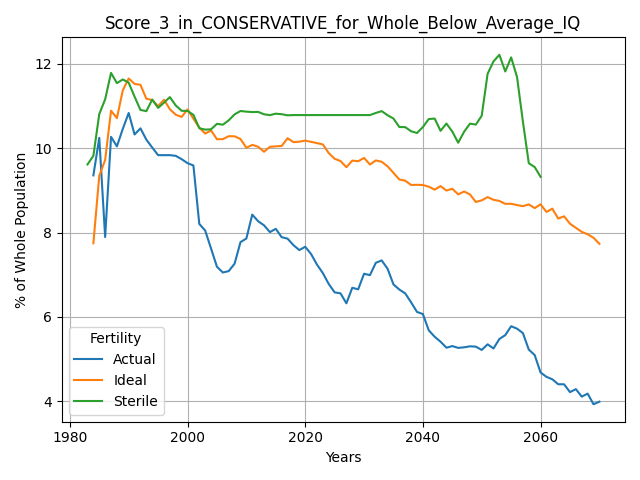 Score_3_in_CONSERVATIVE_for_Whole_Below_Average_IQ
% of Whole Population
12
10
8
6
4
Fertility
Actual
Ideal
Sterile
1980
2000
2020
2040
2060
Years